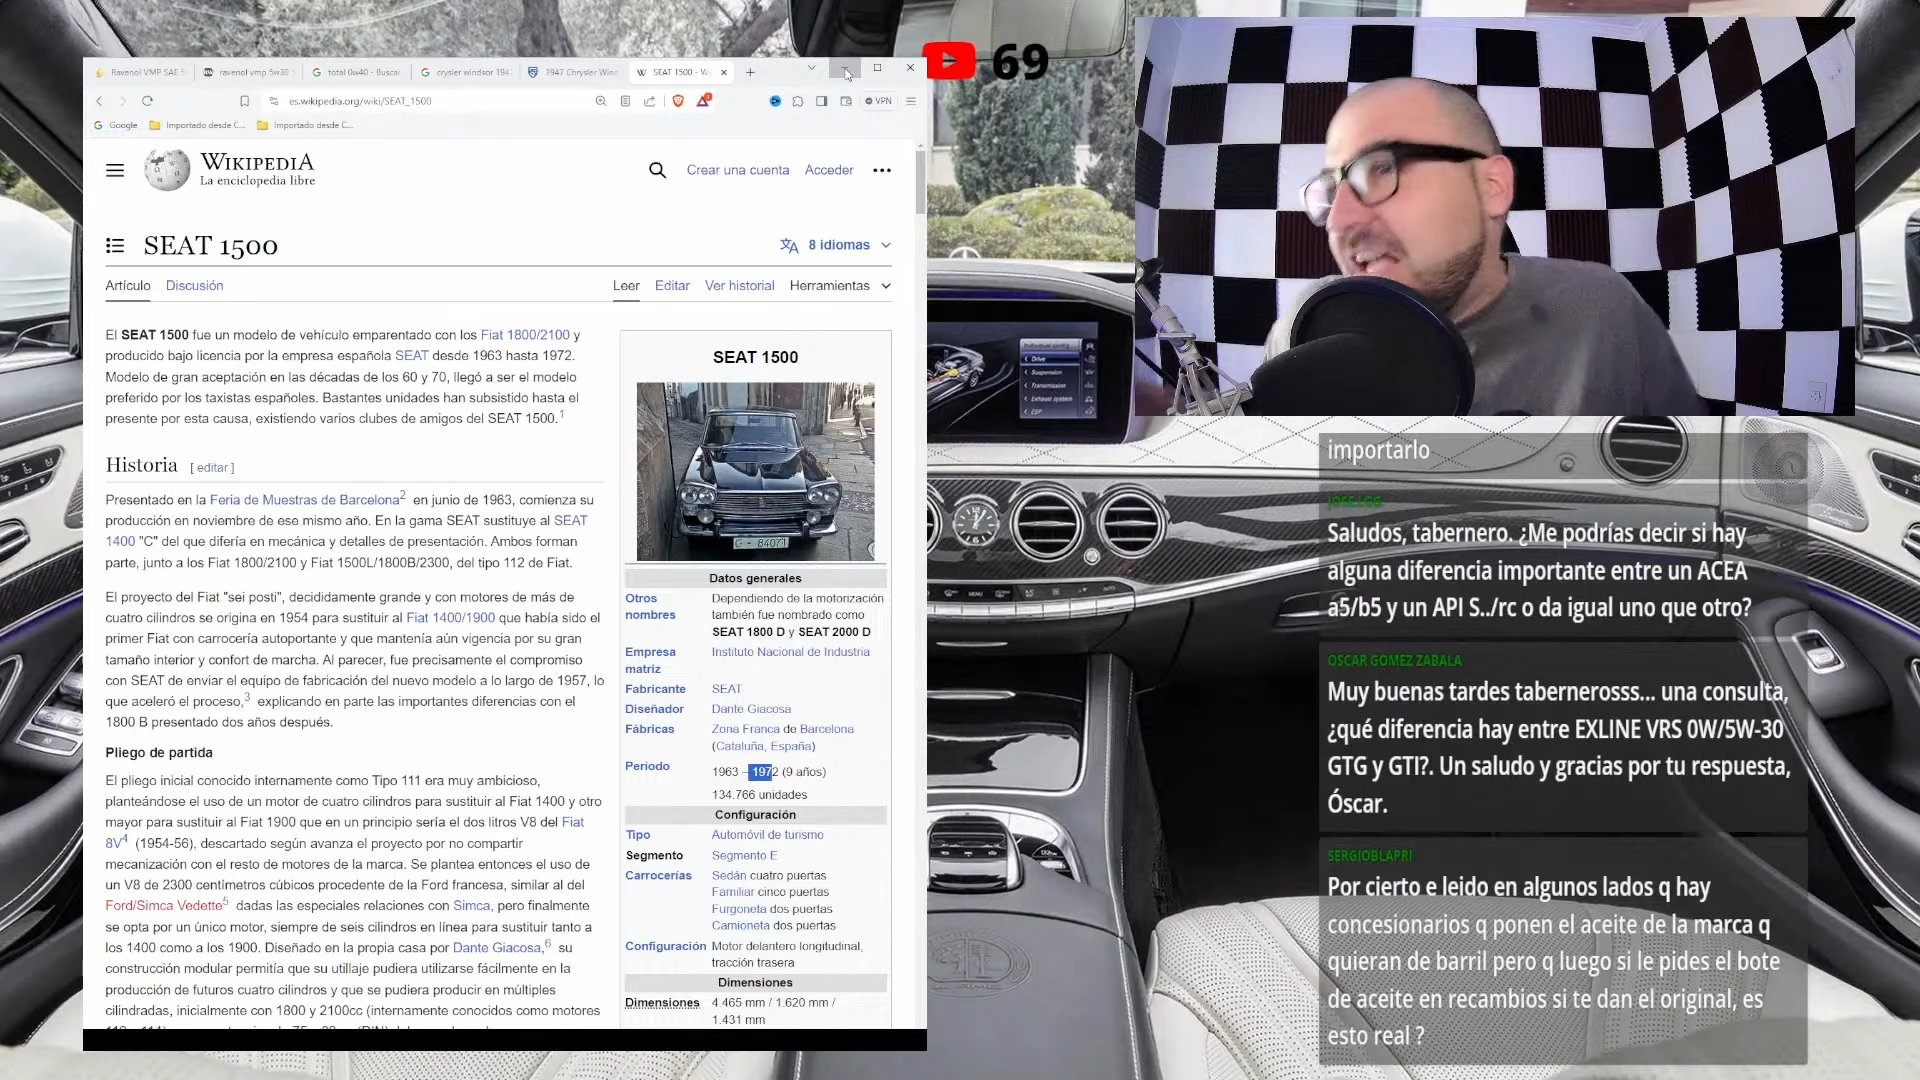 Ravenol VMP SAE 5
ravenol vmp 5w30
total 0w40 - Buscar
crysler windsor 194
1947 Chrysler Wind
SEAT 1500 - W
es.wikipedia.org/wiki/SEAT_1500
VPN
Google
Importado desde C...
Importado desde C...
WIKIPEDIA
La enciclopedia libre
Crear una cuenta
Acceder
SEAT 1500
8 idiomas
Artículo
Discusión
Leer
Editar
Ver historial
Herramientas
El SEAT 1500 fue un modelo de vehículo emparentado con los Fiat 1800/2100 y
producido bajo licencia por la empresa española SEAT desde 1963 hasta 1972.
Modelo de gran aceptación en las décadas de los 60 y 70, llegó a ser el modelo
preferido por los taxistas españoles. Bastantes unidades han subsistido hasta el
presente por esta causa, existiendo varios clubes de amigos del SEAT 1500.1
Historia [ editar ]
Presentado en la Feria de Muestras de Barcelona2 en junio de 1963, comienza su
producción en noviembre de ese mismo año. En la gama SEAT sustituye al SEAT
1400 "C" del que difería en mecánica y detalles de presentación. Ambos forman
parte, junto a los Fiat 1800/2100 y Fiat 1500L/1800B/2300, del tipo 112 de Fiat.
El proyecto del Fiat "sei posti", decididamente grande y con motores de más de
cuatro cilindros se origina en 1954 para sustituir al Fiat 1400/1900 que había sido el
primer Fiat con carrocería autoportante y que mantenía aún vigencia por su gran
tamaño interior y confort de marcha. Al parecer, fue precisamente el compromiso
con SEAT de enviar el equipo de fabricación del nuevo modelo a lo largo de 1957, lo
que aceleró el proceso,3 explicando en parte las importantes diferencias con el
1800 B presentado dos años después.
Pliego de partida
El pliego inicial conocido internamente como Tipo 111 era muy ambicioso,
planteándose el uso de un motor de cuatro cilindros para sustituir al Fiat 1400 y otro
mayor para sustituir al Fiat 1900 que en un principio sería el dos litros V8 del Fiat
8V4 (1954-56), descartado según avanza el proyecto por no compartir
mecanización con el resto de motores de la marca. Se plantea entonces el uso de
un V8 de 2300 centímetros cúbicos procedente de la Ford francesa, similar al del
Ford/Simca Vedette5 dadas las especiales relaciones con Simca, pero finalmente
se opta por un único motor, siempre de seis cilindros en línea para sustituir tanto a
los 1400 como a los 1900. Diseñado en la propia casa por Dante Giacosa,6 su
construcción modular permitía que su utillaje pudiera utilizarse fácilmente en la
producción de futuros cuatro cilindros y que se pudiera producir en múltiples
cilindradas, inicialmente con 1800 y 2100cc (internamente conocidos como motores
SEAT 1500
Datos generales
Otros nombres
Dependiendo de la motorización
también fue nombrado como
SEAT 1800 D y SEAT 2000 D
Empresa matriz
Instituto Nacional de Industria
Fabricante
SEAT
Diseñador
Dante Giacosa
Fábricas
Zona Franca de Barcelona
(Cataluña, España)
Período
1963 – 1972 (9 años)
134.766 unidades
Configuración
Tipo
Automóvil de turismo
Segmento
Segmento E
Carrocerías
Sedán cuatro puertas
Familiar cinco puertas
Furgoneta dos puertas
Camioneta dos puertas
Configuración
Motor delantero longitudinal,
tracción trasera
Dimensiones
Dimensiones
4.465 mm / 1.620 mm /
1.431 mm
69
Drive
Suspension
Transmission
Exhaust system
ESP
importarlo
Saludos, tabernero. ¿Me podrías decir si hay
alguna diferencia importante entre un ACEA
a5/b5 y un API S../rc o da igual uno que otro?
OSCAR GOMEZ ZABALA
Muy buenas tardes tabernerosss... una consulta,
¿qué diferencia hay entre EXLINE VRS 0W/5W-30
GTG y GTI?. Un saludo y gracias por tu respuesta,
Óscar.
SERGIOBLAPRI
Por cierto e leido en algunos lados q hay
concesionarios q ponen el aceite de la marca q
quieran de barril pero q luego si le pides el bote
de aceite en recambios si te dan el original, es
esto real ?